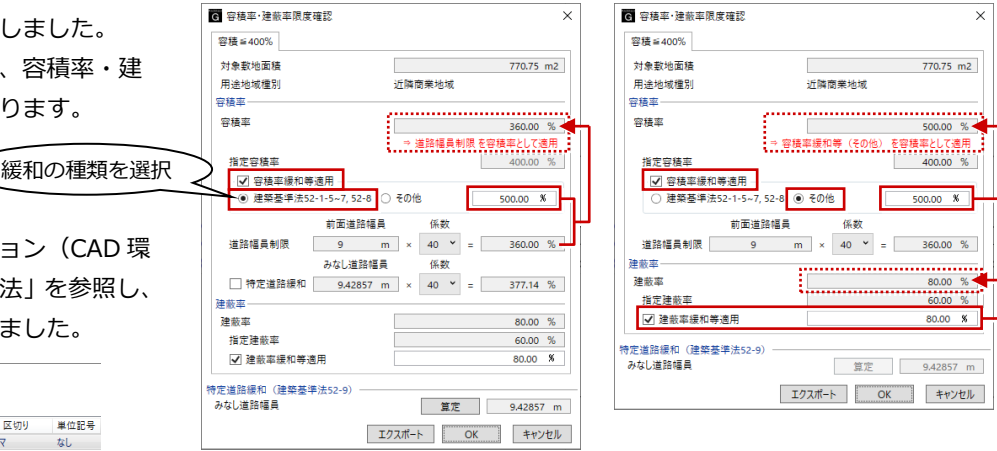 しました。
、容積率・建
ります。
緩和の種類を選択
ョン（CAD 環
法」を参照し、
ました。
区切り 単位記号
マ なし
G 容積率・建蔽率限度確認 ×
容積≦400%
対象敷地面積 770.75 m2
用途地域種別 近隣商業地域
容積率
容積率 360.00 %
⇒ 道路幅員制限 を容積率として適用
指定容積率 400.00 %
容積率緩和等適用
建築基準法52-1-5~7, 52-8 その他 500.00 %
前面道路幅員 係数
道路幅員制限 9 m × 40 = 360.00 %
みなし道路幅員 係数
特定道路緩和 9.42857 m × 40 = 377.14 %
建蔽率
建蔽率 80.00 %
指定建蔽率 60.00 %
建蔽率緩和等適用 80.00 %
特定道路緩和（建築基準法52-9）
みなし道路幅員 算定 9.42857 m
エクスポート OK キャンセル
G 容積率・建蔽率限度確認 ×
容積≦400%
対象敷地面積 770.75 m2
用途地域種別 近隣商業地域
容積率
容積率 500.00 %
⇒ 容積率緩和等（その他） を容積率として適用
指定容積率 400.00 %
容積率緩和等適用
建築基準法52-1-5~7, 52-8 その他 500.00 %
前面道路幅員 係数
道路幅員制限 9 m × 40 = 360.00 %
建蔽率
建蔽率 80.00 %
指定建蔽率 60.00 %
建蔽率緩和等適用 80.00 %
特定道路緩和（建築基準法52-9）
みなし道路幅員 算定 9.42857 m
エクスポート OK キャンセル